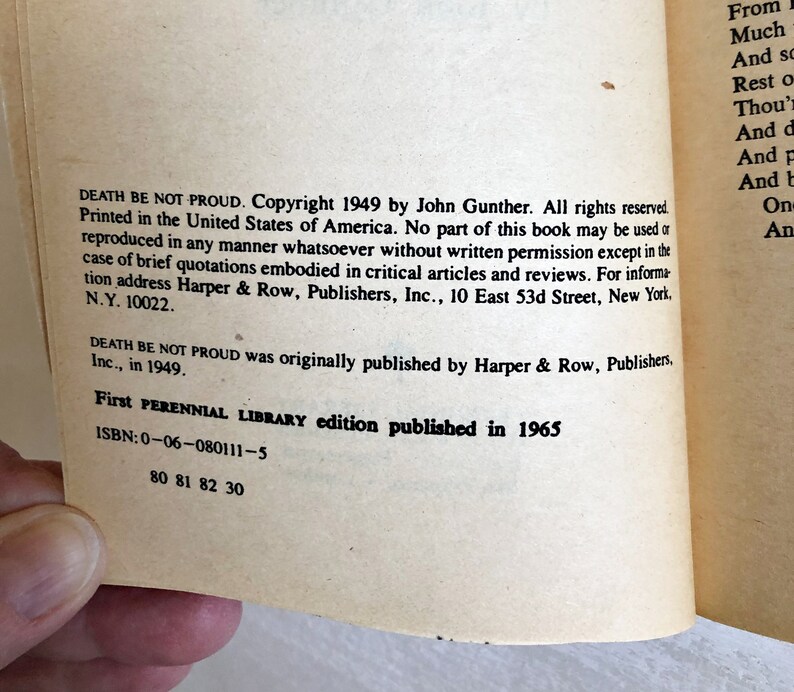 DEATH BE NOT PROUD. Copyright 1949 by John Gunther. All rights reserved.
Printed in the United States of America. No part of this book may be used or
reproduced in any manner whatsoever without written permission except in the
case of brief quotations embodied in critical articles and reviews. For informa-
tion address Harper & Row, Publishers, Inc., 10 East 53d Street, New York,
N.Y. 10022.
DEATH BE NOT PROUD was originally published by Harper & Row, Publishers,
Inc., in 1949.
First PERENNIAL LIBRARY edition published in 1965
ISBN: 0-06-080111-5
80 81 82 30
From
Much
And
Rest
Thou'
And
And
And
On
An